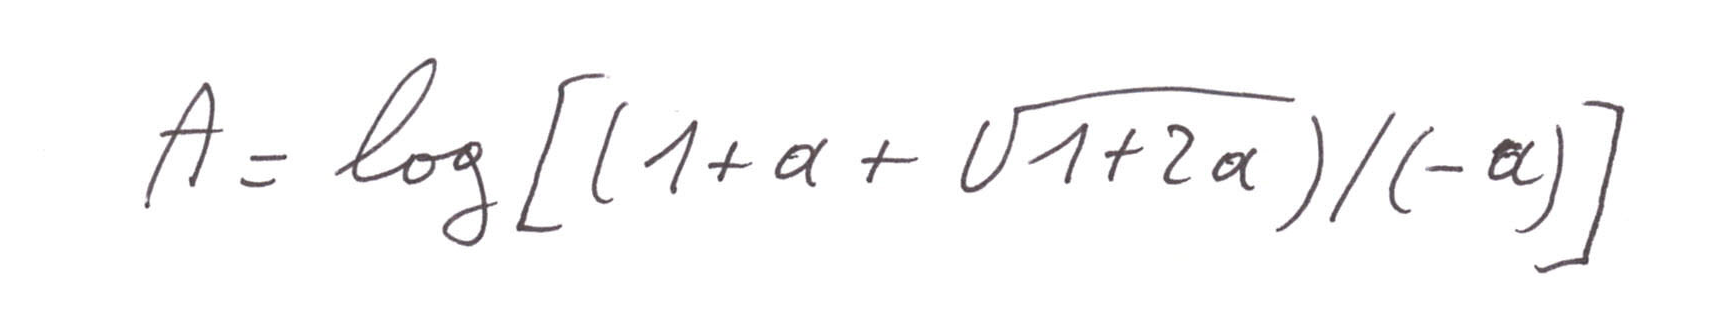 A = log[(1+a+√(1+2a))/(-a)]